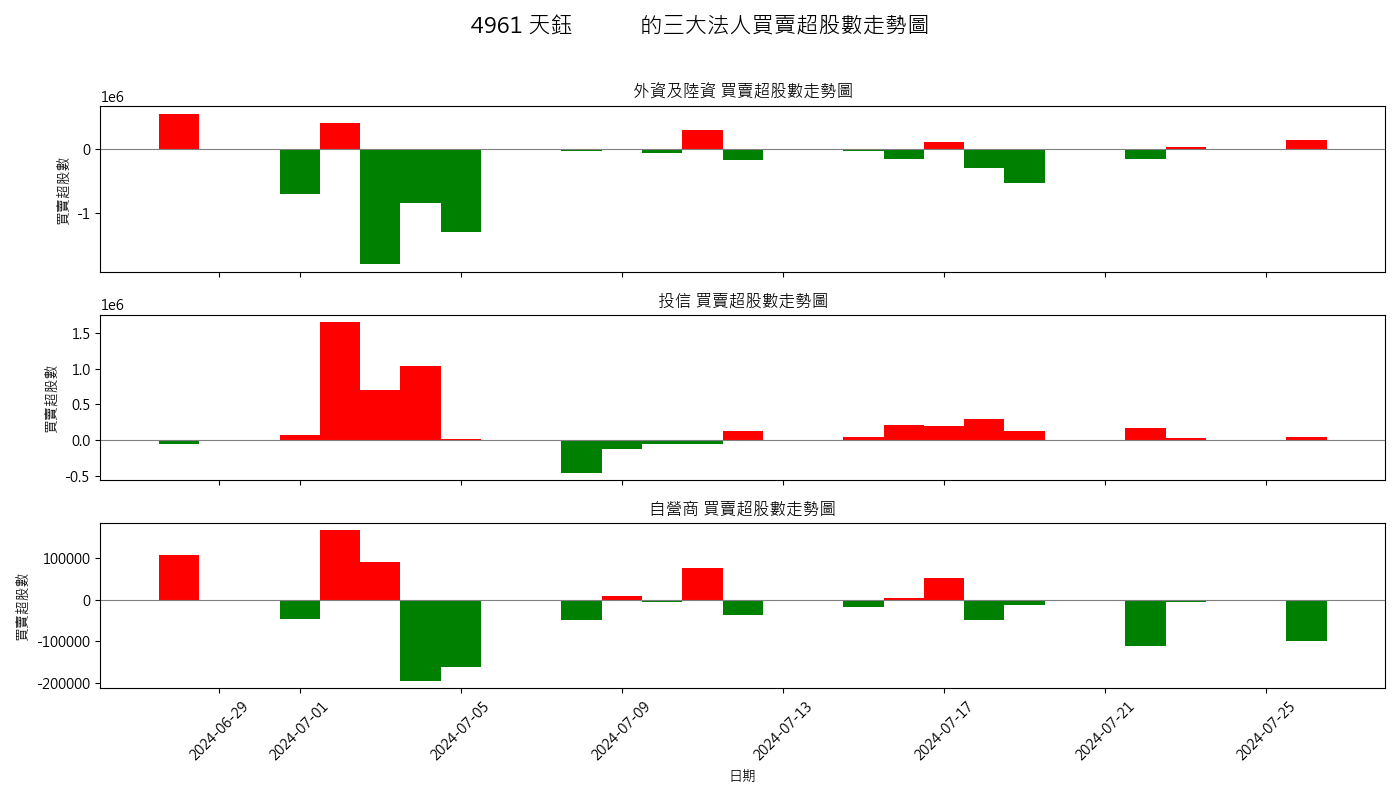 4961 天鈺 的三大法人買賣超股數走勢圖
外資及陸資 買賣超股數走勢圖
1e6
0
-1
買賣超股數
投信 買賣超股數走勢圖
1e6
1.5
1.0
0.5
0.0
-0.5
買賣超股數
自營商 買賣超股數走勢圖
100000
0
-100000
-200000
買賣超股數
2024-06-29
2024-07-01
2024-07-05
2024-07-09
2024-07-13
2024-07-17
2024-07-21
2024-07-25
日期